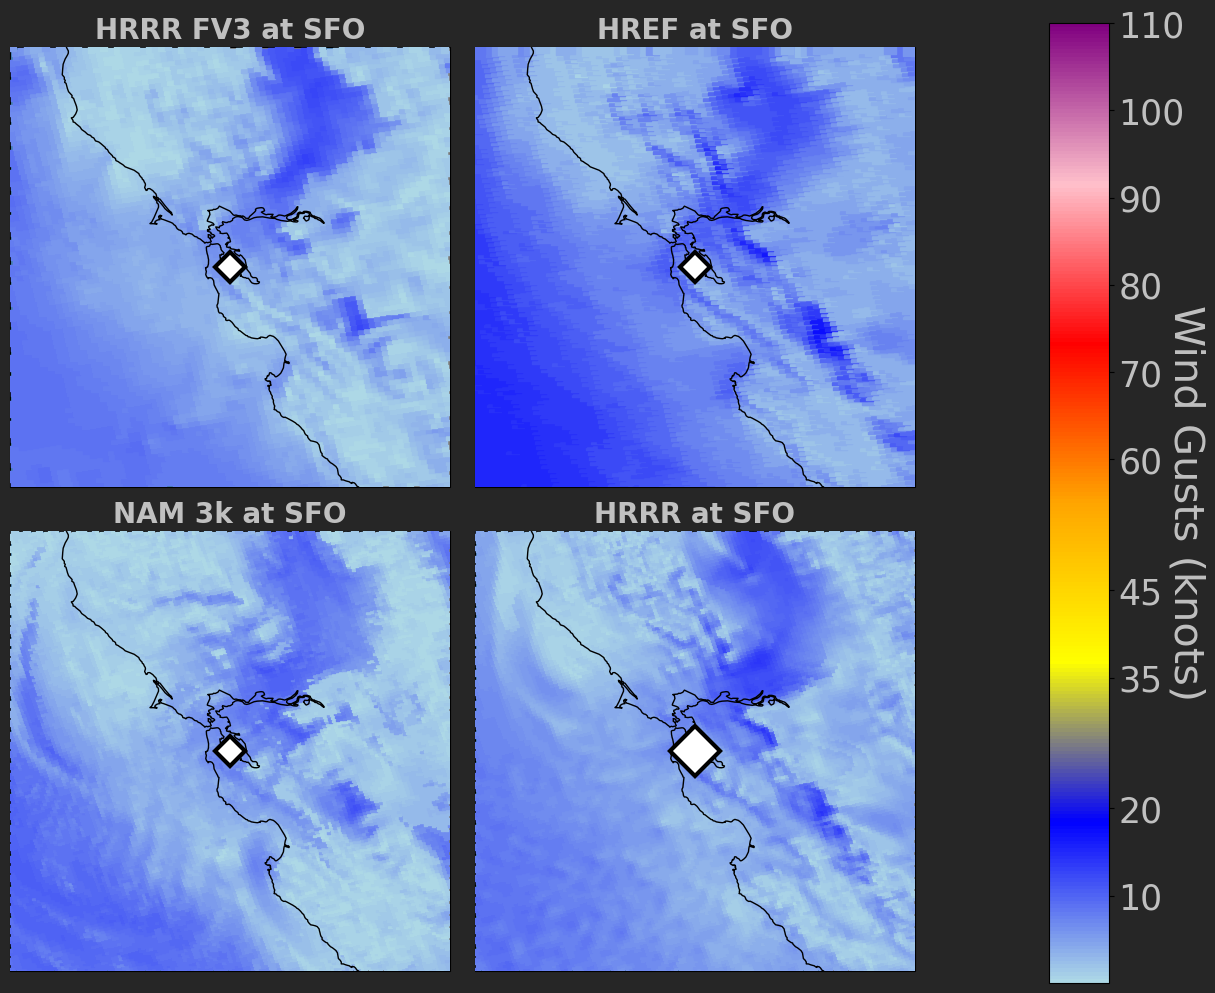 HRRR FV3 at SFO
HREF at SFO
NAM 3k at SFO
HRRR at SFO
110
100
90
80
70
60
45
35
20
10
Wind Gusts (knots)